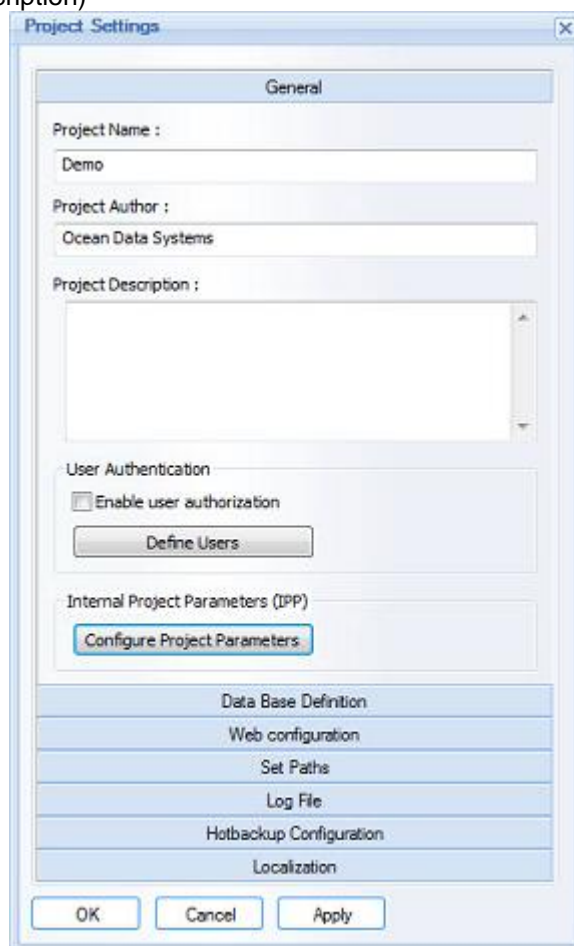 ription)
Project Settings
General
Project Name :
Demo
Project Author :
Ocean Data Systems
Project Description :
User Authentication
Enable user authorization
Define Users
Internal Project Parameters (IPP)
Configure Project Parameters
Data Base Definition
Web configuration
Set Paths
Log File
Hotbackup Configuration
Localization
OK Cancel Apply